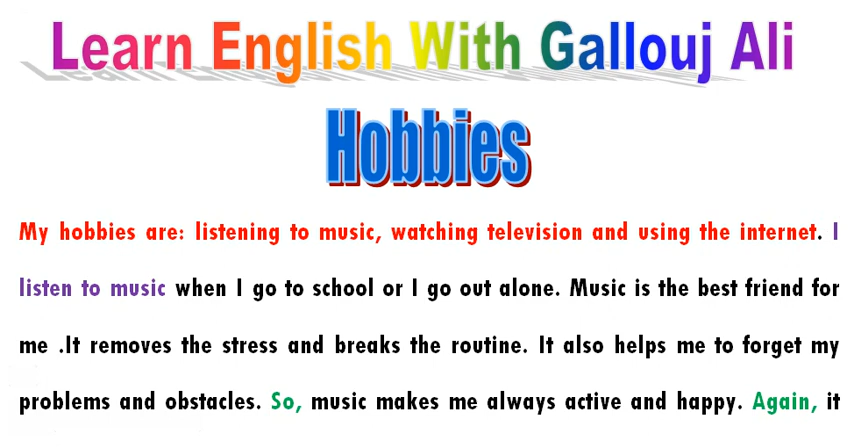 Learn English With Gallouj Ali
Hobbies
My hobbies are: listening to music, watching television and using the internet. I
listen to music when I go to school or I go out alone. Music is the best friend for
me .It removes the stress and breaks the routine. It also helps me to forget my
problems and obstacles. So, music makes me always active and happy. Again, it